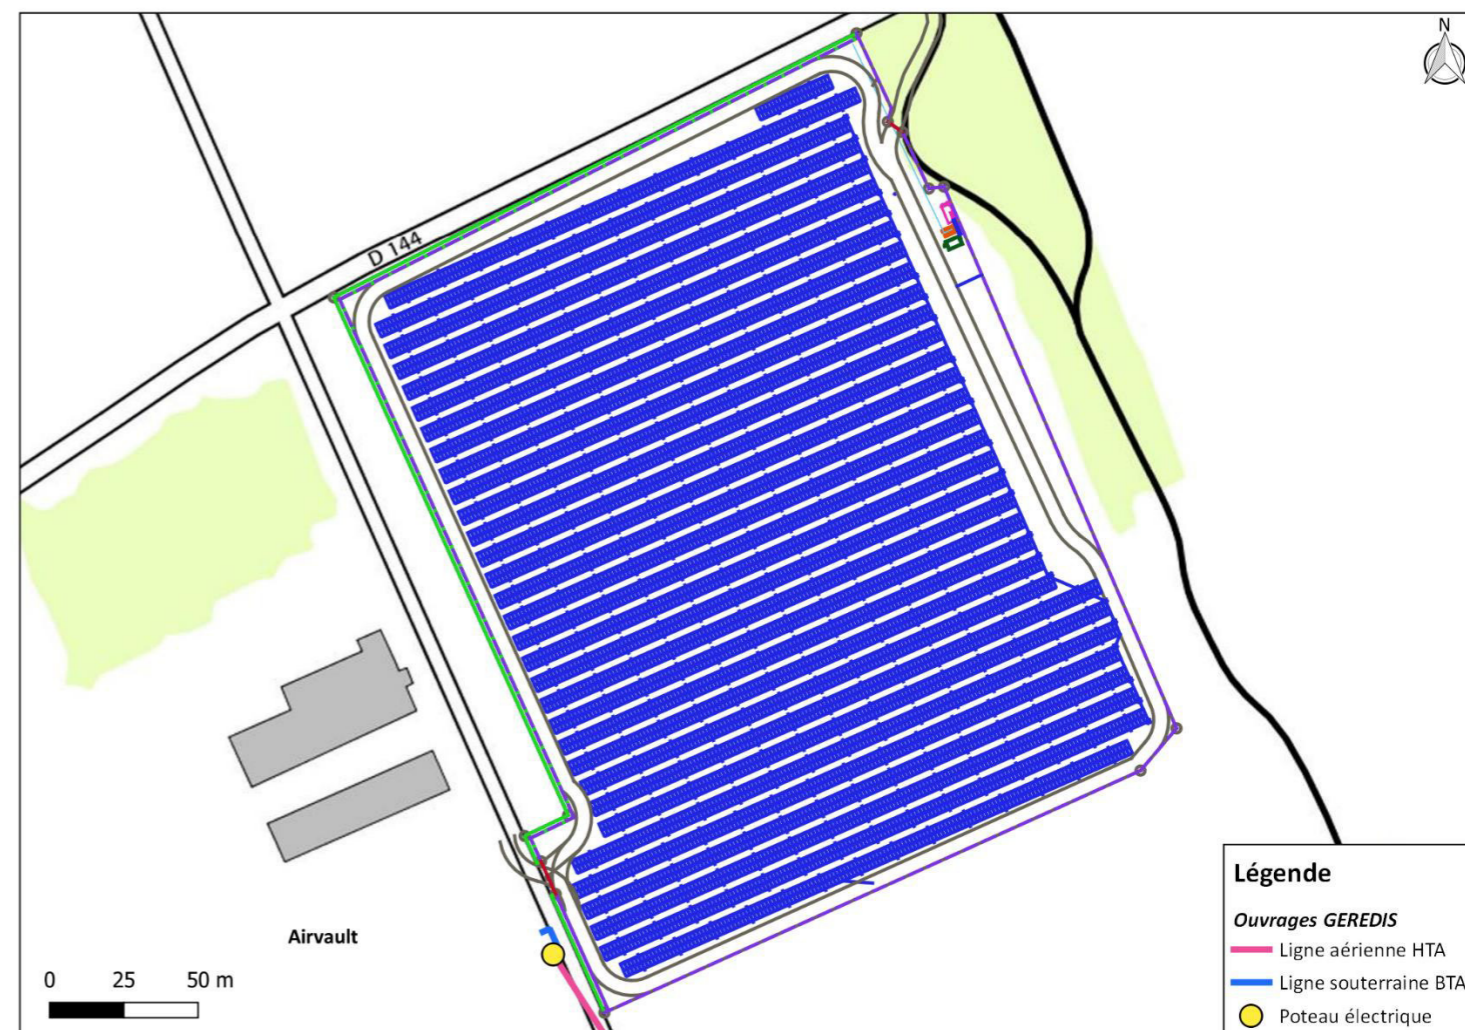 N
D 144
Airvault
0 25 50 m
Légende
Ouvrages GEREDIS
Ligne aérienne HTA
Ligne souterraine BTA
Poteau électrique